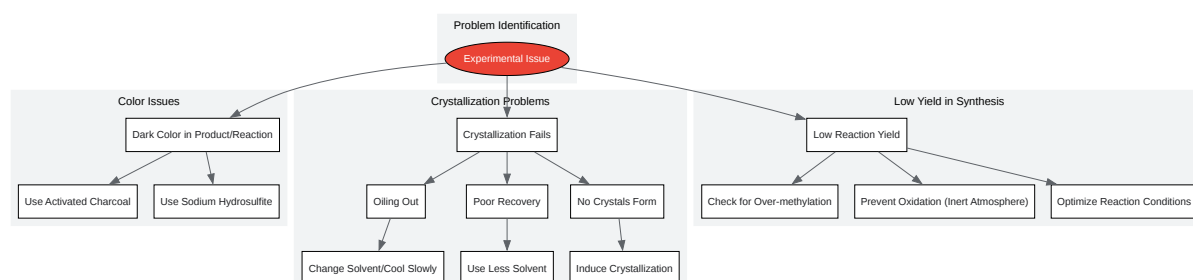 Problem Identification
Experimental Issue
Color Issues
Crystallization Problems
Low Yield in Synthesis
Dark Color in Product/Reaction
Crystallization Fails
Low Reaction Yield
Use Activated Charcoal
Use Sodium Hydrosulfite
Oiling Out
Poor Recovery
No Crystals Form
Check for Over-methylation
Prevent Oxidation (Inert Atmosphere)
Optimize Reaction Conditions
Change Solvent/Cool Slowly
Use Less Solvent
Induce Crystallization